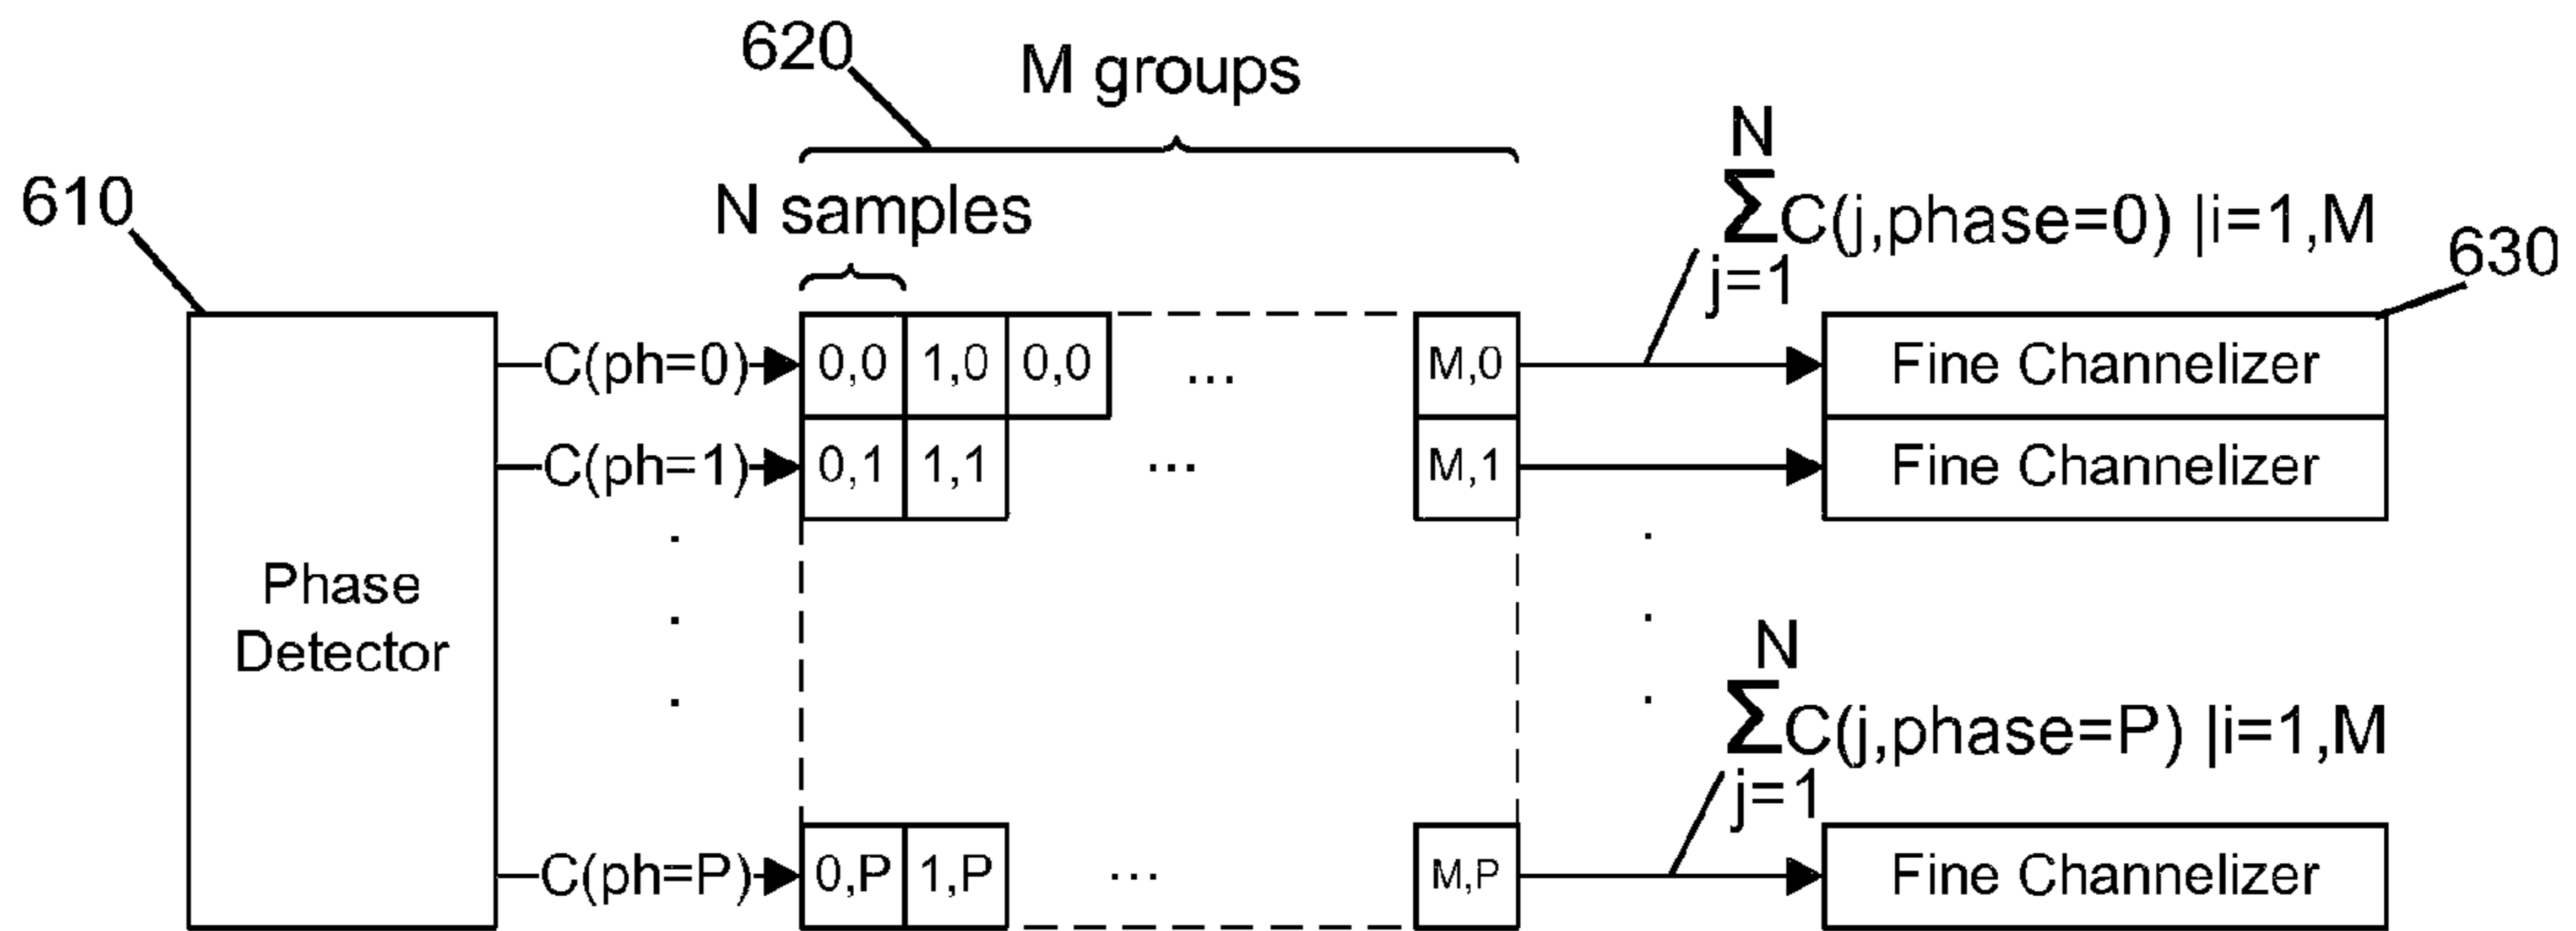 620
M groups
610
N samples
N
ΣC(j,phase=0) |i=1,M
j=1
630
C(ph=0)
0,0 1,0 0,0 ... M,0
Fine Channelizer
C(ph=1)
0,1 1,1 ... M,1
Fine Channelizer
Phase
Detector
N
ΣC(j,phase=P) |i=1,M
j=1
C(ph=P)
0,P 1,P ... M,P
Fine Channelizer